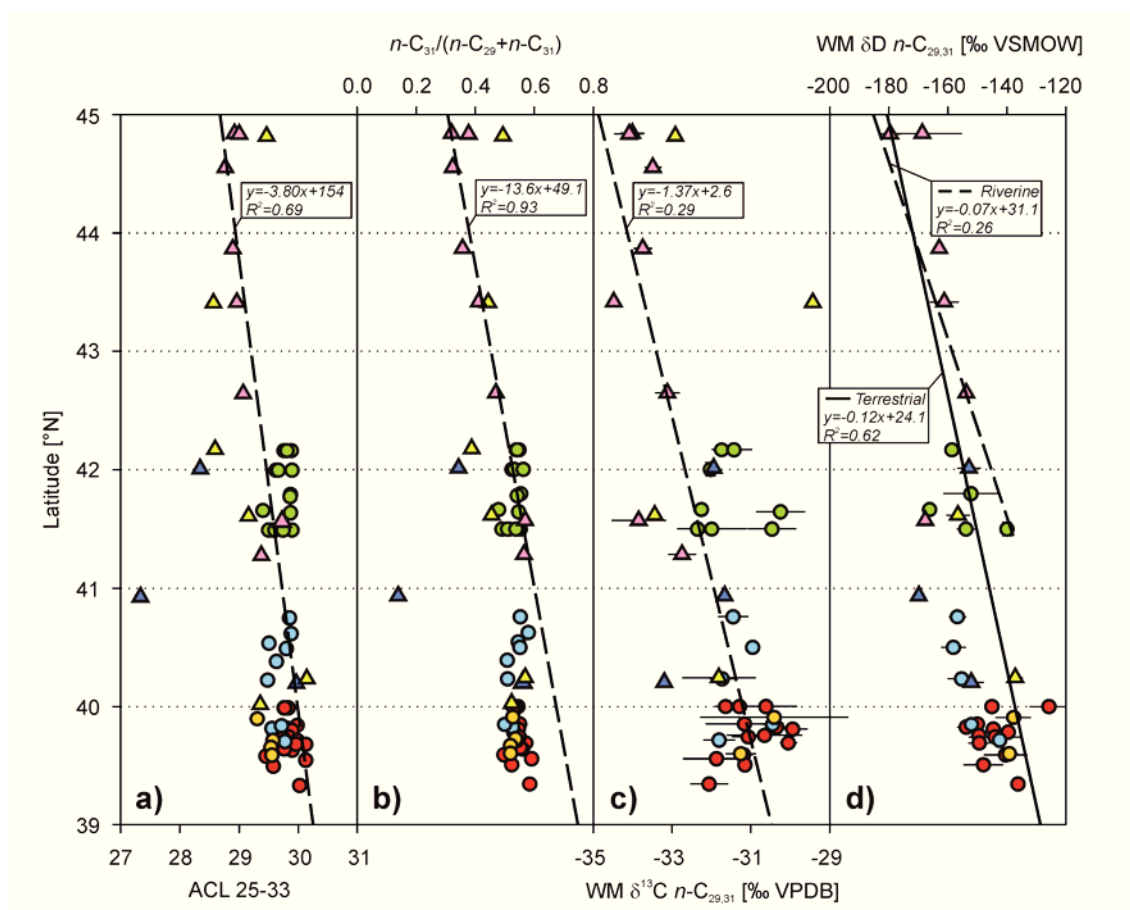 n-C31/(n-C29+n-C31)
WM δD n-C29,31 [‰ VSMOW]
0.0 0.2 0.4 0.6 0.8
-200 -180 -160 -140 -120
45
44
43
42
41
40
39
Latitude [°N]
y=-3.80x+154
R²=0.69
y=-13.6x+49.1
R²=0.93
y=-1.37x+2.6
R²=0.29
Riverine
y=-0.07x+31.1
R²=0.26
Terrestrial
y=-0.12x+24.1
R²=0.62
a)
b)
c)
d)
27 28 29 30 31
-35 -33 -31 -29
ACL 25-33
WM δ¹³C n-C29,31 [‰ VPDB]